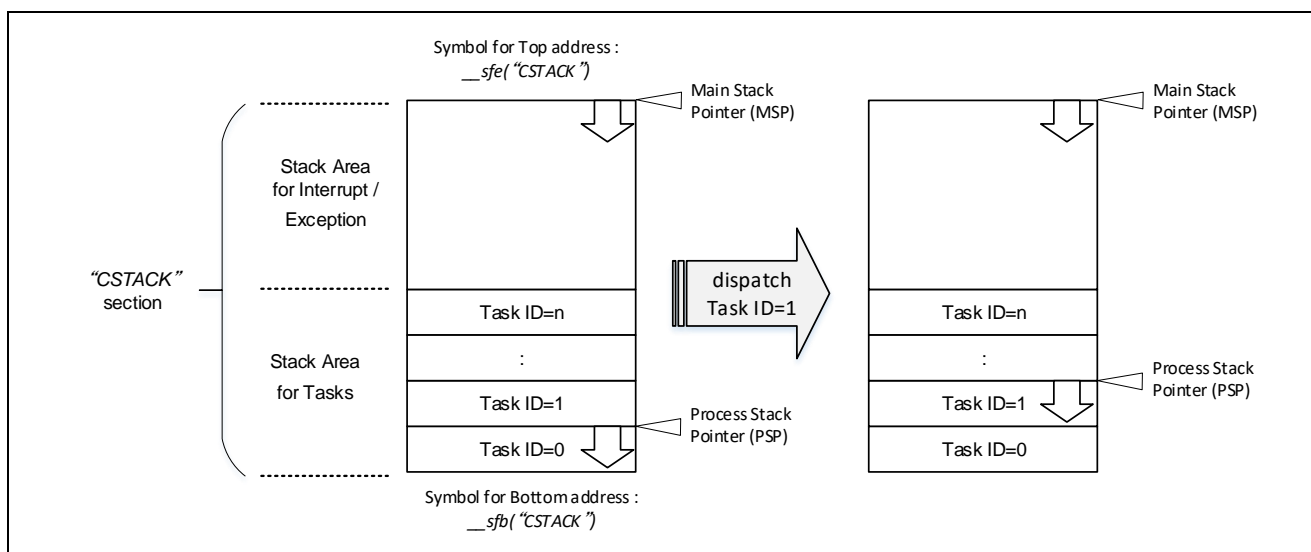 Symbol for Top address :
__sfe(“CSTACK”)
Main Stack
Pointer (MSP)
Main Stack
Pointer (MSP)
Stack Area
for Interrupt /
Exception
“CSTACK”
section
dispatch
Task ID=1
Task ID=n
Task ID=n
:
:
Stack Area
for Tasks
Process Stack
Pointer (PSP)
Task ID=1
Task ID=1
Process Stack
Pointer (PSP)
Task ID=0
Task ID=0
Symbol for Bottom address :
__sfb(“CSTACK”)